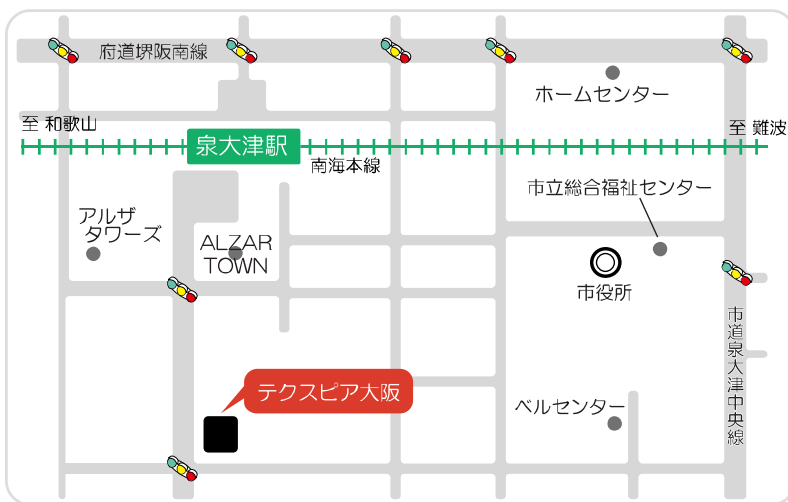 府道堺阪南線
ホームセンター
至 和歌山
至 難波
泉大津駅
南海本線
市立総合福祉センター
アルザ
タワーズ
ALZAR
TOWN
市役所
市道泉大津中央線
テクスピア大阪
ベルセンター